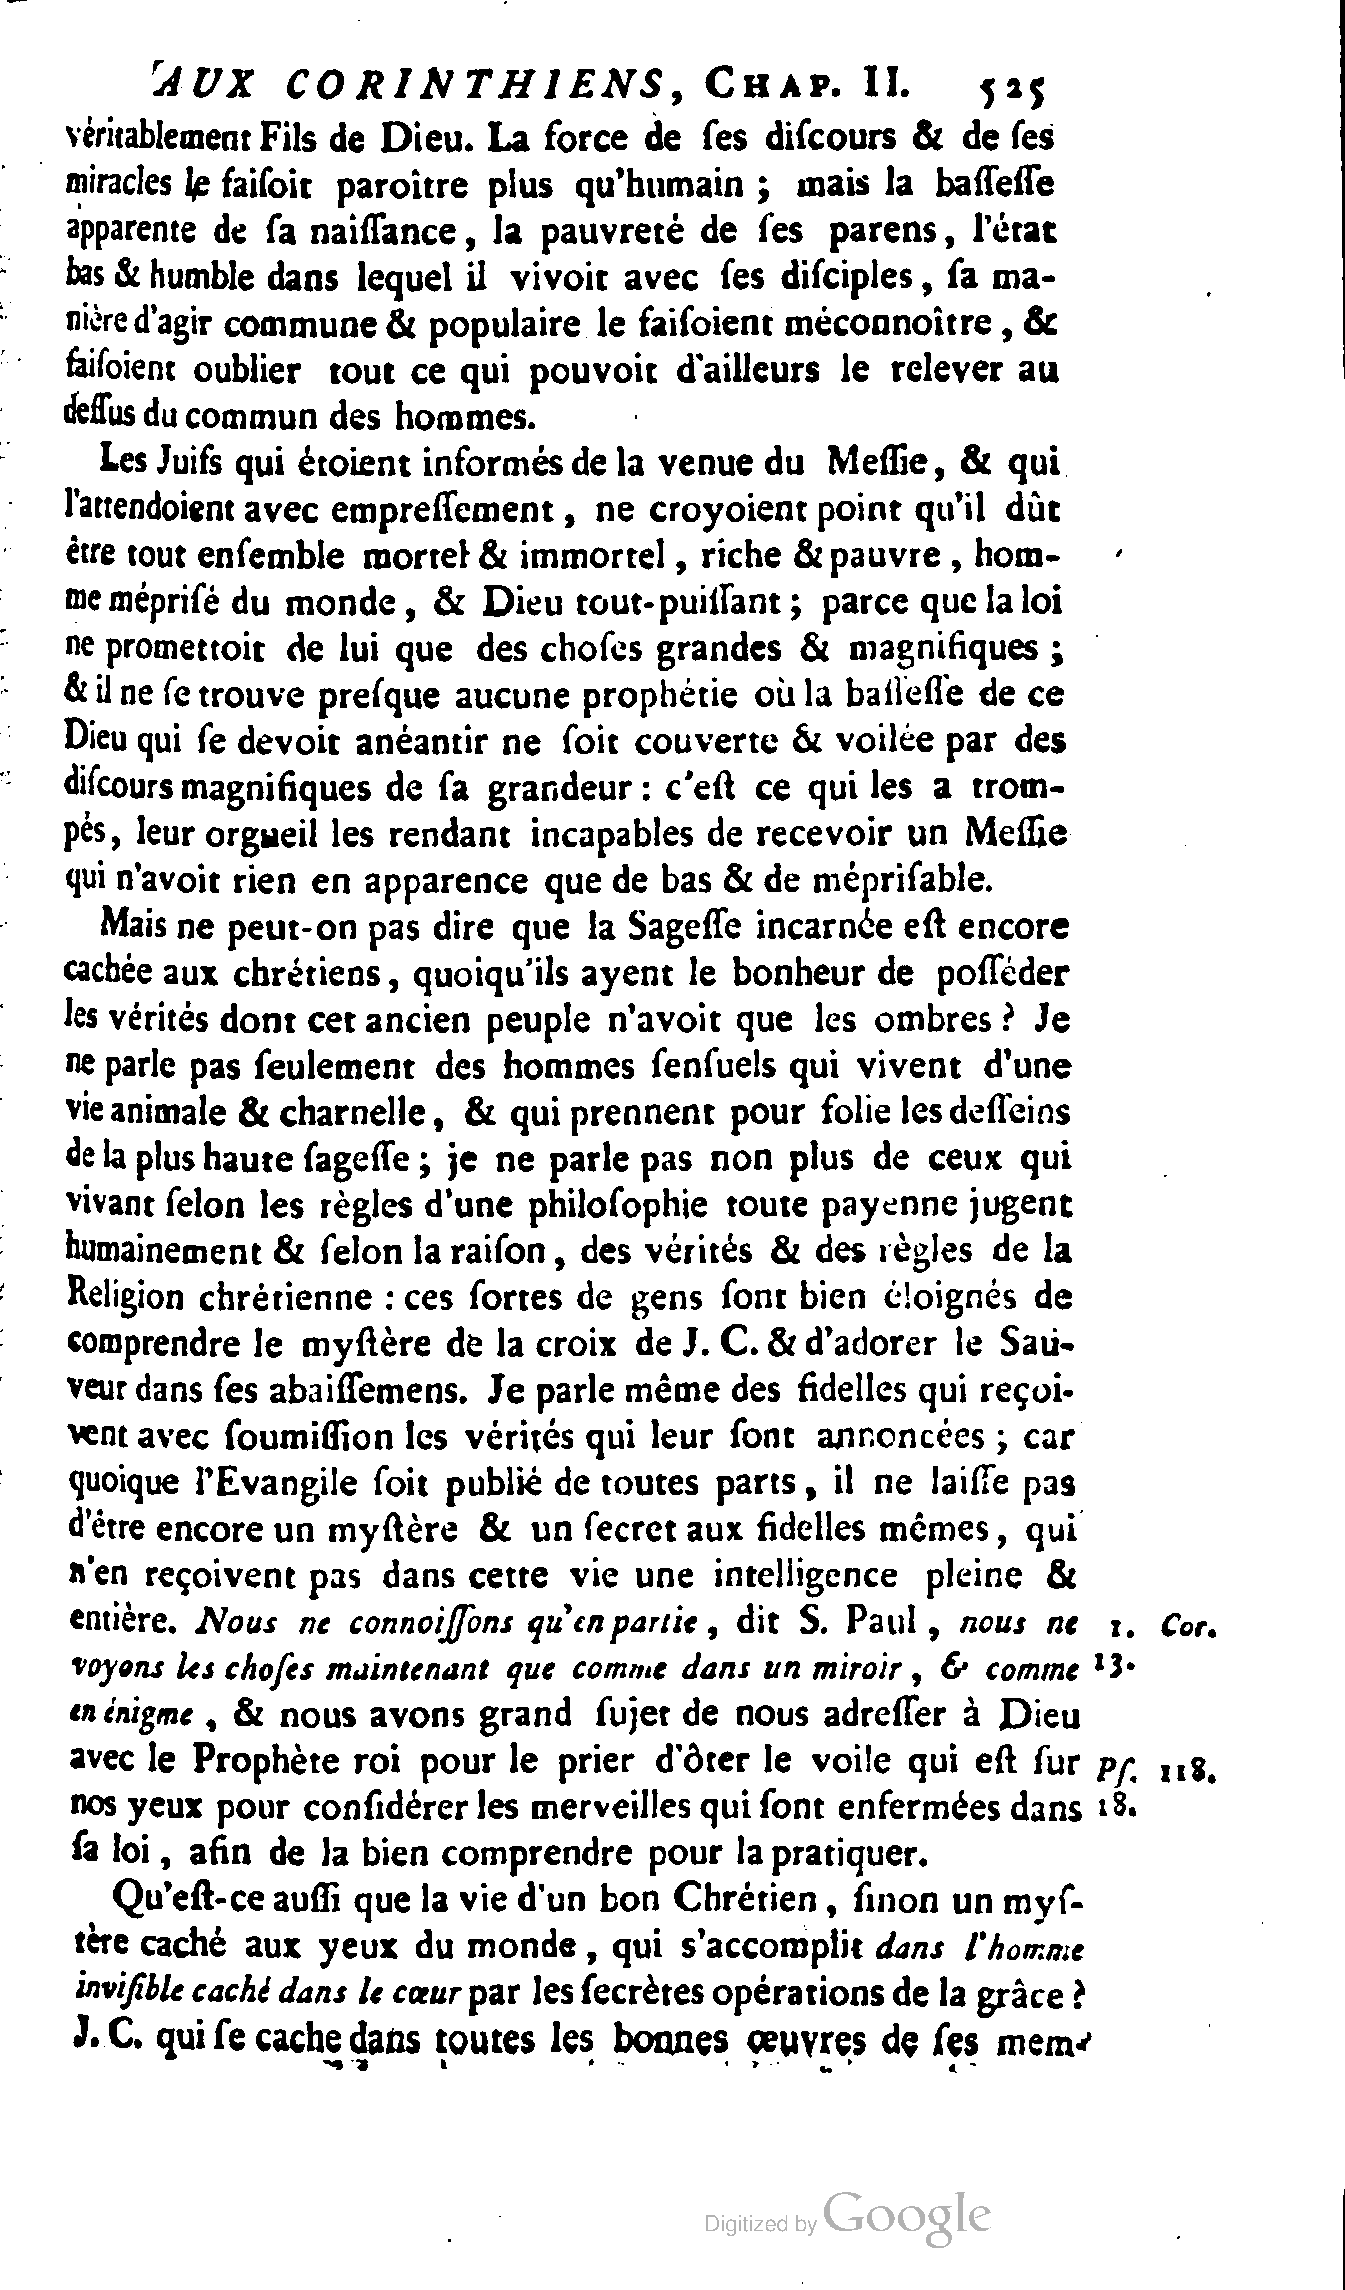 AUX CORINTHIENS, CHAP. II. 525
véritablement Fils de Dieu. La force de ſes diſcours & de ſes
miracles le faiſoit paroître plus qu'humain ; mais la baſſeſſe
apparente de ſa naiſſance, la pauvreté de ſes parens, l'état
bas & humble dans lequel il vivoit avec ſes diſciples, ſa ma-
nière d'agir commune & populaire le faiſoient méconnoître, &
faiſoient oublier tout ce qui pouvoit d'ailleurs le relever au
deſſus du commun des hommes.
Les Juifs qui étoient informés de la venue du Meſſie, & qui
l'attendoient avec empreſſement, ne croyoient point qu'il dût
être tout enſemble mortel & immortel, riche & pauvre, hom-
me mépriſé du monde, & Dieu tout-puiſſant ; parce que la loi
ne promettoit de lui que des choſes grandes & magnifiques ;
& il ne ſe trouve preſque aucune prophétie où la baſſeſſe de ce
Dieu qui ſe devoit anéantir ne ſoit couverte & voilée par des
diſcours magnifiques de ſa grandeur : c'eſt ce qui les a trom-
pés, leur orgueil les rendant incapables de recevoir un Meſſie
qui n'avoit rien en apparence que de bas & de mépriſable.
Mais ne peut-on pas dire que la Sageſſe incarnée eſt encore
cachée aux chrétiens, quoiqu'ils ayent le bonheur de poſſéder
les vérités dont cet ancien peuple n'avoit que les ombres ? Je
ne parle pas ſeulement des hommes ſenſuels qui vivent d'une
vie animale & charnelle, & qui prennent pour folie les deſſeins
de la plus haute ſageſſe ; je ne parle pas non plus de ceux qui
vivant ſelon les règles d'une philoſophie toute payenne jugent
humainement & ſelon la raiſon, des vérités & des règles de la
Religion chrétienne : ces ſortes de gens ſont bien éloignés de
comprendre le myſtère de la croix de J. C. & d'adorer le Sau-
veur dans ſes abaiſſemens. Je parle même des fidelles qui reçoi-
vent avec ſoumiſſion les vérités qui leur ſont annoncées ; car
quoique l'Evangile ſoit publié de toutes parts, il ne laiſſe pas
d'être encore un myſtère & un ſecret aux fidelles mêmes, qui
n'en reçoivent pas dans cette vie une intelligence pleine &
entière. Nous ne connoiſſons qu'en partie, dit S. Paul, nous ne 1. Cor.
voyons les choſes maintenant que comme dans un miroir, & comme 13.
en énigme, & nous avons grand ſujet de nous adreſſer à Dieu
avec le Prophète roi pour le prier d'ôter le voile qui eſt ſur Pſ. 118.
nos yeux pour conſidérer les merveilles qui ſont enfermées dans 18.
ſa loi, afin de la bien comprendre pour la pratiquer.
Qu'eſt-ce auſſi que la vie d'un bon Chrétien, ſinon un myſ-
tère caché aux yeux du monde, qui s'accomplit dans l'homme
inviſible caché dans le cœur par les ſecrètes opérations de la grâce ?
J. C. qui ſe cache dans toutes les bonnes œuvres de ſes mem-
Digitized by Google